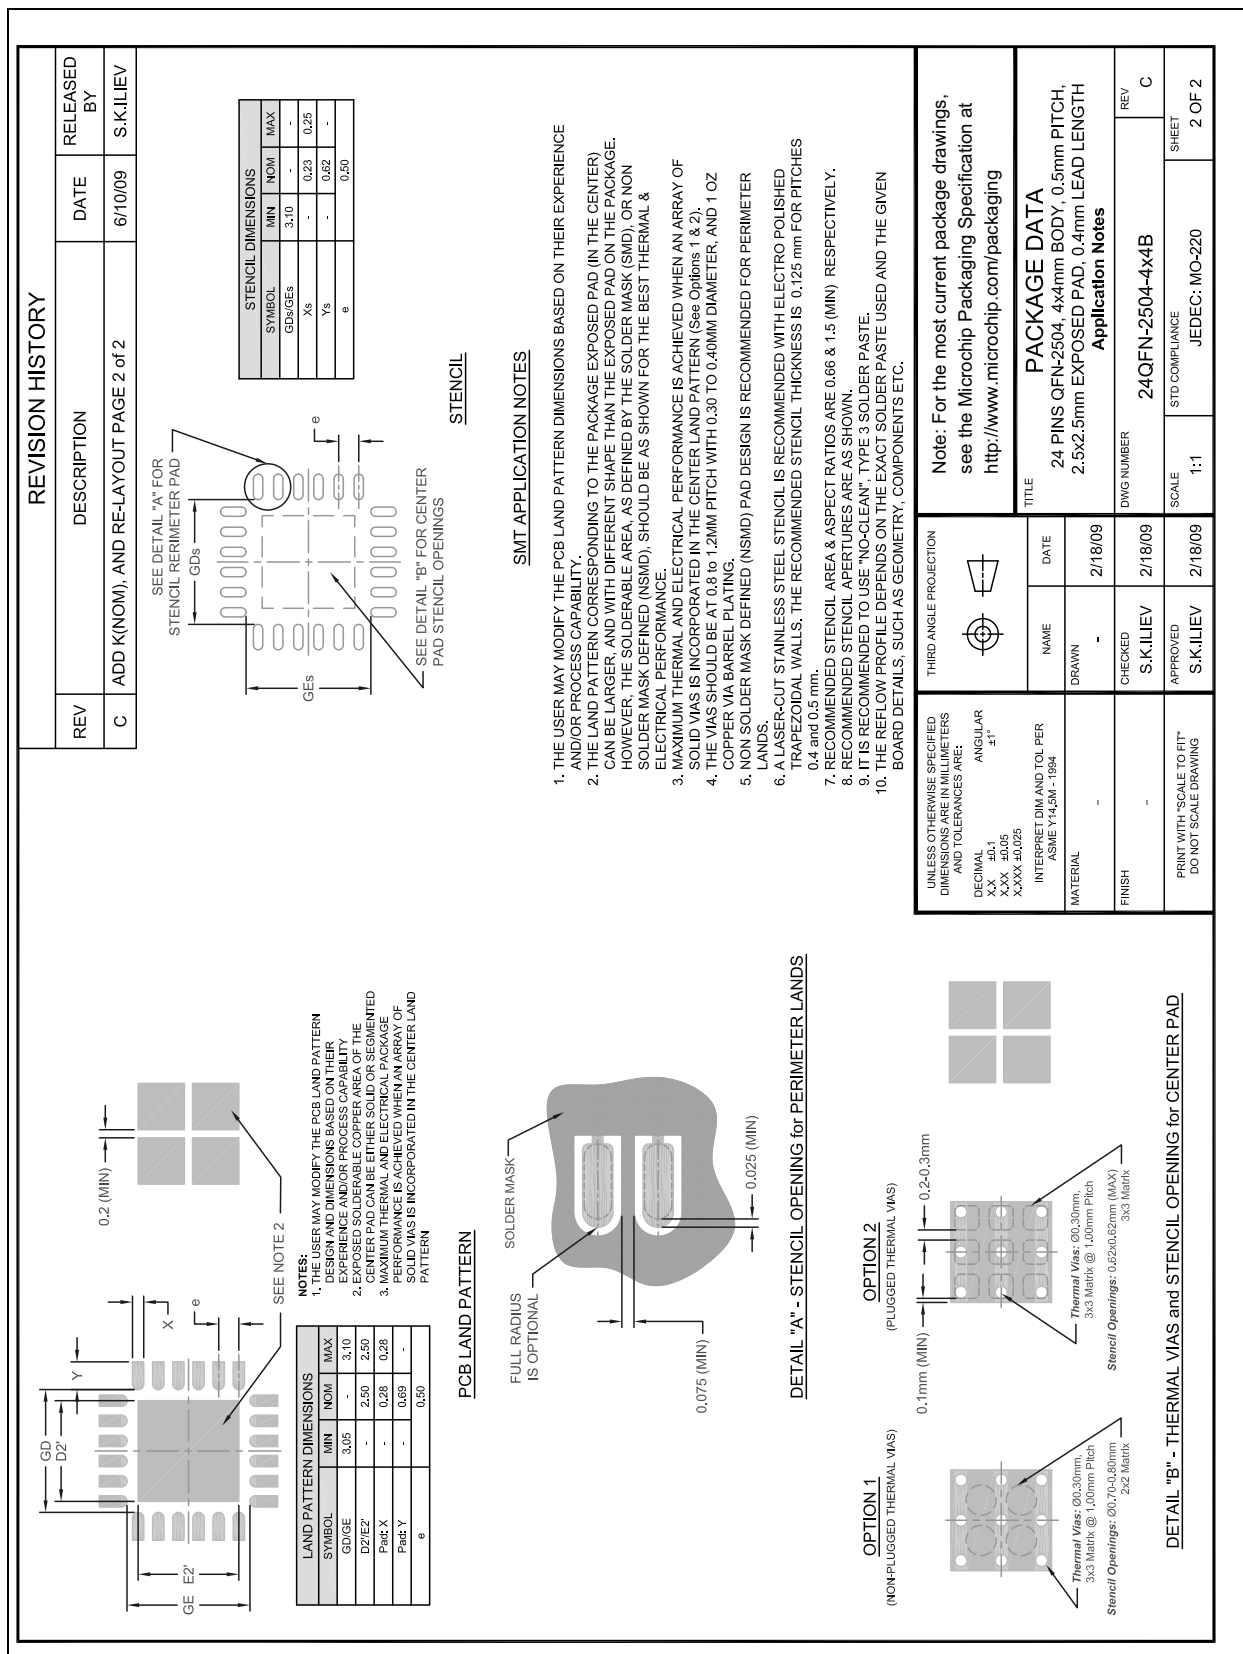 REVISION HISTORY
REV DESCRIPTION DATE RELEASED BY
C ADD K(NOM), AND RE-LAYOUT PAGE 2 of 2 6/10/09 S.K.ILIEV
GD
D2'
Y
X
e
GE E2'
0.2 (MIN)
SEE NOTE 2
LAND PATTERN DIMENSIONS
SYMBOL MIN NOM MAX
GD/GE 3.05 - 3.10
D2'/E2' - 2.50 2.50
Pad: X - 0.28 0.28
Pad: Y - 0.69 -
e 0.50
NOTES:
1. THE USER MAY MODIFY THE PCB LAND PATTERN
DESIGN AND DIMENSIONS BASED ON THEIR
EXPERIENCE AND/OR PROCESS CAPABILITY
2. EXPOSED SOLDERABLE COPPER AREA OF THE
CENTER PAD CAN BE EITHER SOLID OR SEGMENTED
3. MAXIMUM THERMAL AND ELECTRICAL PACKAGE
PERFORMANCE IS ACHIEVED WHEN AN ARRAY OF
SOLID VIAS IS INCORPORATED IN THE CENTER LAND
PATTERN
PCB LAND PATTERN
SEE DETAIL "A" FOR
STENCIL RERIMETER PAD
GDs
GEs
e
SEE DETAIL "B" FOR CENTER
PAD STENCIL OPENINGS
STENCIL DIMENSIONS
SYMBOL MIN NOM MAX
GDs/GEs 3.10 - -
Xs - 0.23 0.25
Ys - 0.62 -
e 0.50
STENCIL
FULL RADIUS
IS OPTIONAL
SOLDER MASK
0.075 (MIN)
0.025 (MIN)
DETAIL "A" - STENCIL OPENING for PERIMETER LANDS
SMT APPLICATION NOTES
1. THE USER MAY MODIFY THE PCB LAND PATTERN DIMENSIONS BASED ON THEIR EXPERIENCE
AND/OR PROCESS CAPABILITY.
2. THE LAND PATTERN CORRESPONDING TO THE PACKAGE EXPOSED PAD (IN THE CENTER)
CAN BE LARGER, AND WITH DIFFERENT SHAPE THAN THE EXPOSED PAD ON THE PACKAGE.
HOWEVER, THE SOLDERABLE AREA, AS DEFINED BY THE SOLDER MASK (SMD), OR NON
SOLDER MASK DEFINED (NSMD), SHOULD BE AS SHOWN FOR THE BEST THERMAL &
ELECTRICAL PERFORMANCE.
3. MAXIMUM THERMAL AND ELECTRICAL PERFORMANCE IS ACHIEVED WHEN AN ARRAY OF
SOLID VIAS IS INCORPORATED IN THE CENTER LAND PATTERN (See Options 1 & 2).
4. THE VIAS SHOULD BE AT 0.8 to 1.2MM PITCH WITH 0.30 TO 0.40MM DIAMETER, AND 1 OZ
COPPER VIA BARREL PLATING.
5. NON SOLDER MASK DEFINED (NSMD) PAD DESIGN IS RECOMMENDED FOR PERIMETER
LANDS.
6. A LASER-CUT STAINLESS STEEL STENCIL IS RECOMMENDED WITH ELECTRO POLISHED
TRAPEZOIDAL WALLS. THE RECOMMENDED STENCIL THICKNESS IS 0.125 mm FOR PITCHES
0.4 and 0.5 mm.
7. RECOMMENDED STENCIL AREA & ASPECT RATIOS ARE 0.66 & 1.5 (MIN) RESPECTIVELY.
8. RECOMMENDED STENCIL APERTURES ARE AS SHOWN.
9. IT IS RECOMMENDED TO USE "NO-CLEAN", TYPE 3 SOLDER PASTE.
10. THE REFLOW PROFILE DEPENDS ON THE EXACT SOLDER PASTE USED AND THE GIVEN
BOARD DETAILS, SUCH AS GEOMETRY, COMPONENTS ETC.
OPTION 1
(NON-PLUGGED THERMAL VIAS)
Thermal Vias: Ø0.30mm,
3x3 Matrix @ 1.00mm Pitch
Stencil Openings: Ø0.70-0.80mm
2x2 Matrix
OPTION 2
(PLUGGED THERMAL VIAS)
0.1mm (MIN)
0.2-0.3mm
Thermal Vias: Ø0.30mm,
3x3 Matrix @ 1.00mm Pitch
Stencil Openings: 0.62x0.62mm (MAX)
3x3 Matrix
DETAIL "B" - THERMAL VIAS and STENCIL OPENING for CENTER PAD
UNLESS OTHERWISE SPECIFIED
DIMENSIONS ARE IN MILLIMETERS
AND TOLERANCES ARE:
DECIMAL ANGULAR
X.X ±0.1 ±1°
X.XX ±0.05
X.XXX ±0.025
INTERPRET DIM AND TOL PER
ASME Y14.5M - 1994
MATERIAL
-
FINISH
-
PRINT WITH "SCALE TO FIT"
DO NOT SCALE DRAWING
THIRD ANGLE PROJECTION
NAME DATE
DRAWN
- 2/18/09
CHECKED
S.K.ILIEV 2/18/09
APPROVED
S.K.ILIEV 2/18/09
Note: For the most current package drawings,
see the Microchip Packaging Specification at
http://www.microchip.com/packaging
TITLE
PACKAGE DATA
24 PINS QFN-2504, 4x4mm BODY, 0.5mm PITCH,
2.5x2.5mm EXPOSED PAD, 0.4mm LEAD LENGTH
Application Notes
DWG NUMBER
24QFN-2504-4x4B
REV
C
SCALE
1:1
STD COMPLIANCE
JEDEC: MO-220
SHEET
2 OF 2